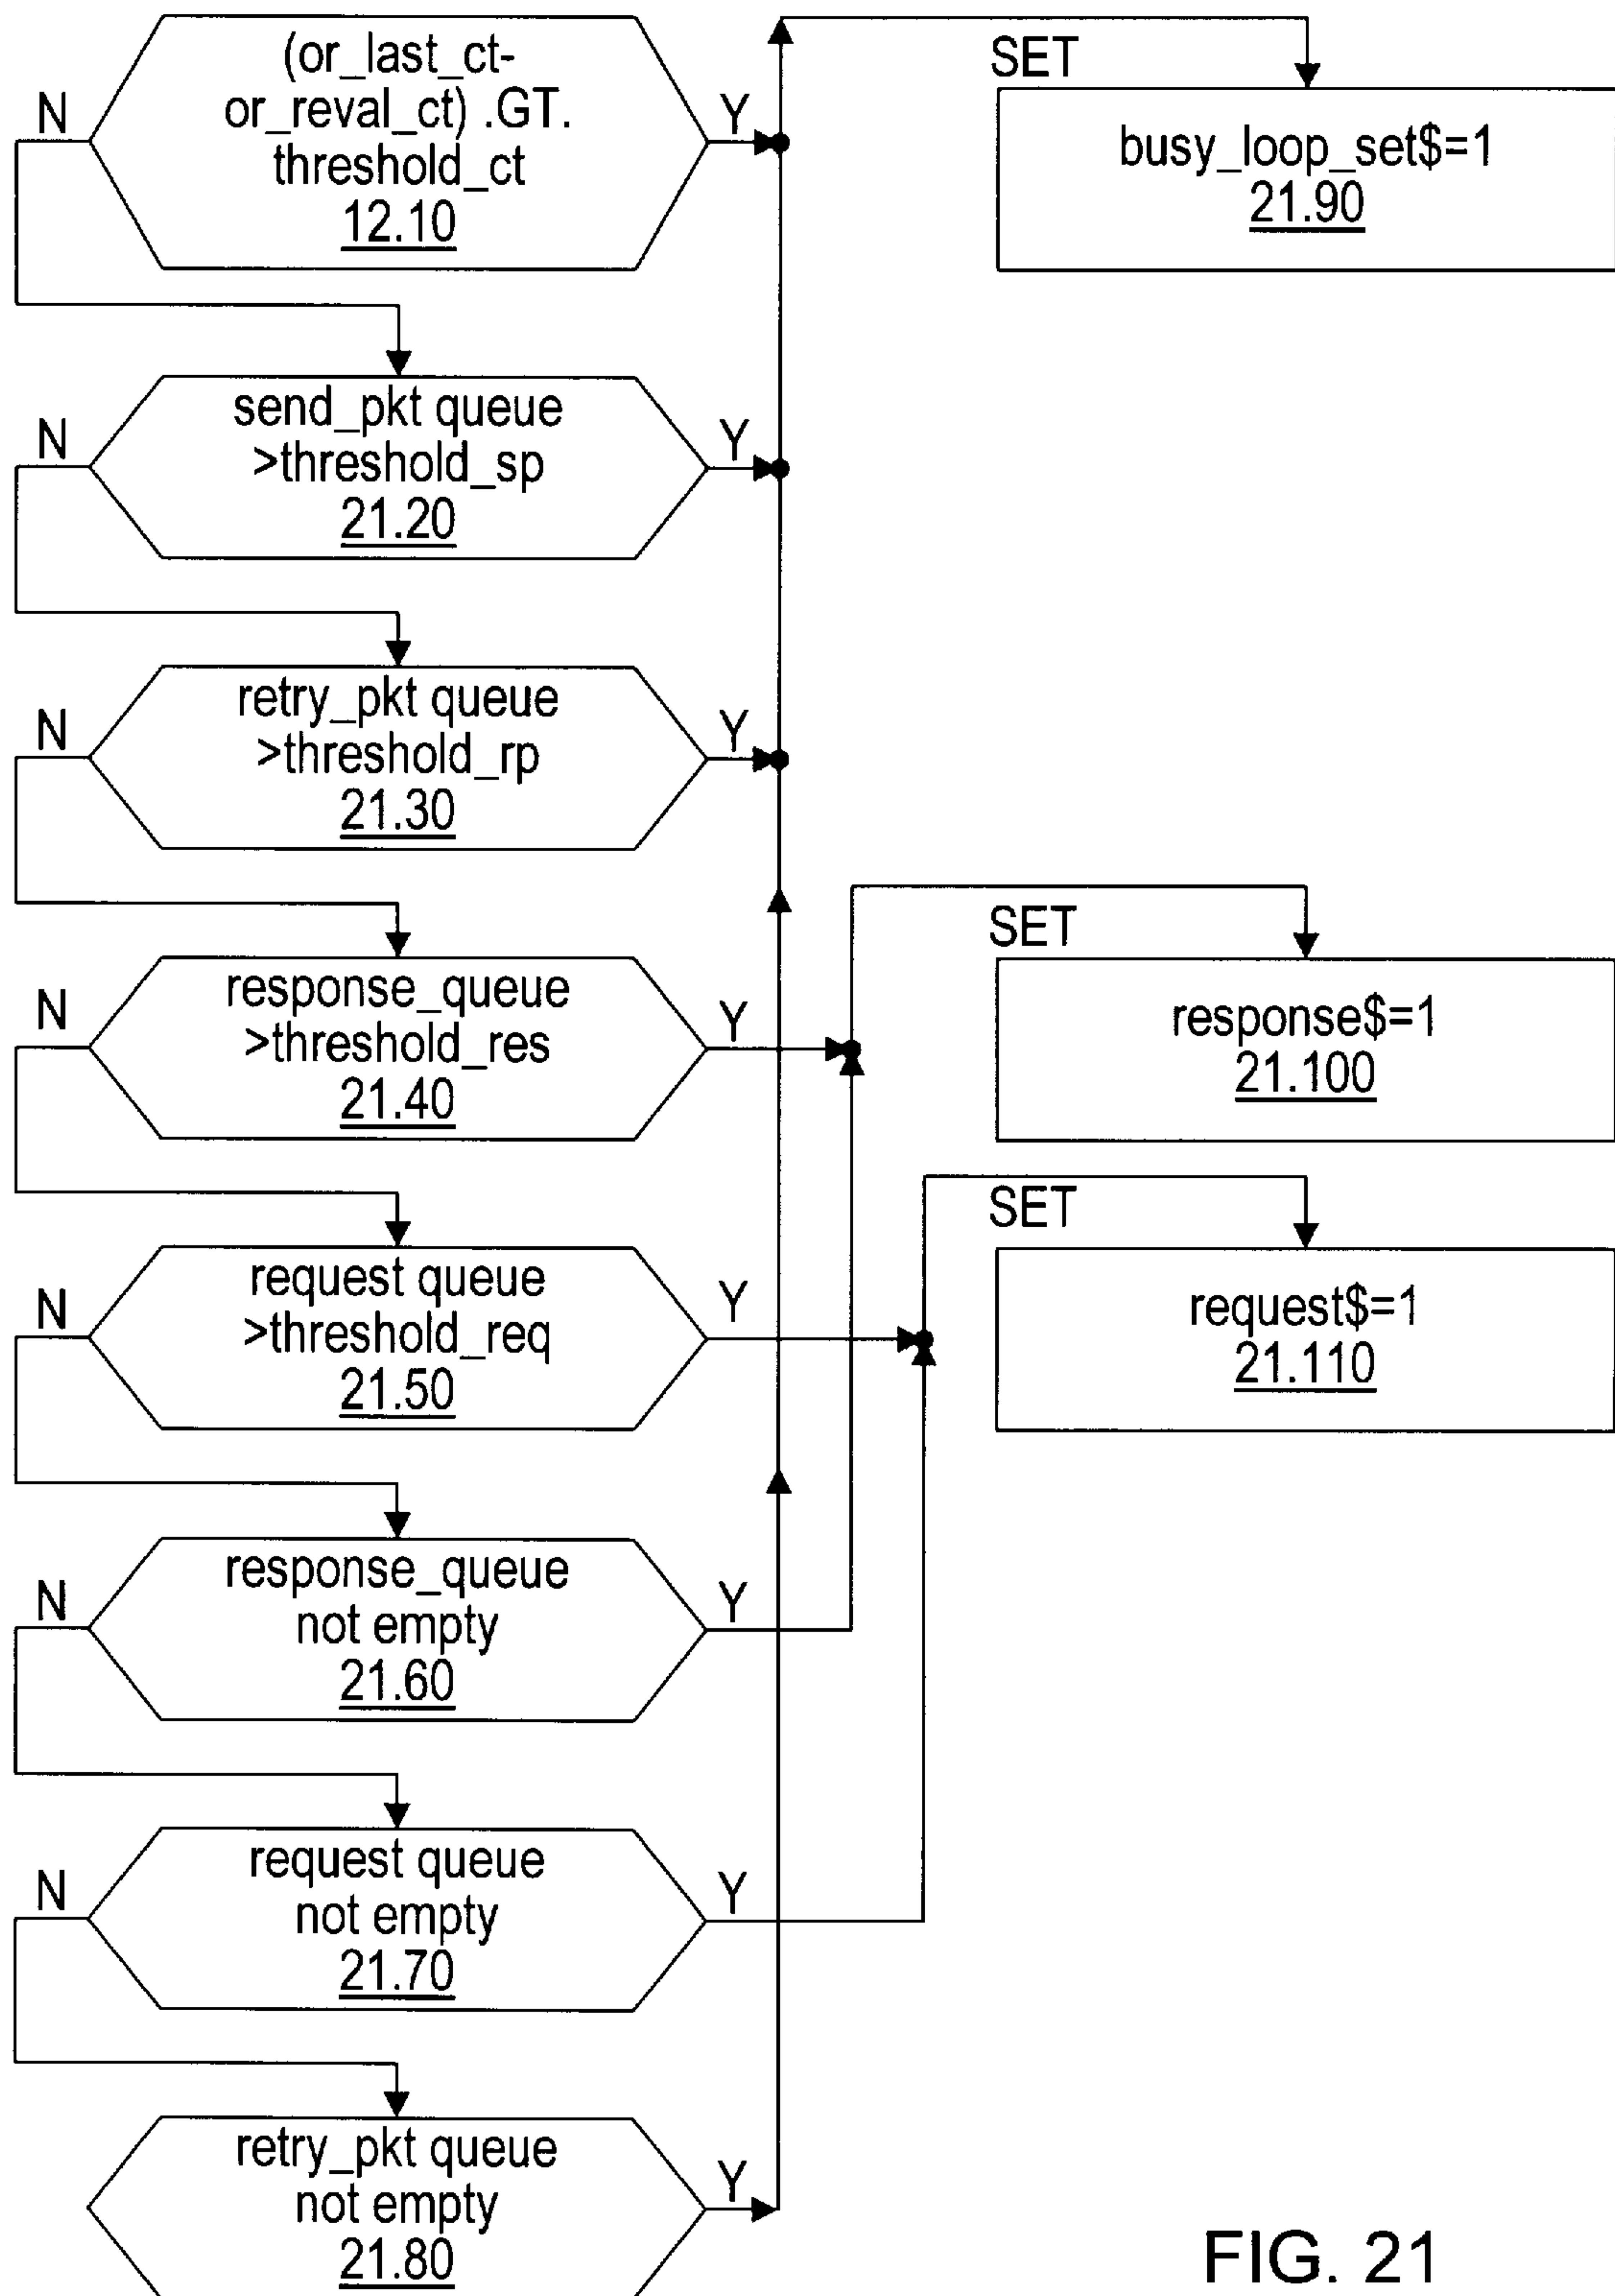 (or_last_ct-
or_reval_ct) .GT.
threshold_ct
12.10
N
Y
SET
busy_loop_set$=1
21.90
send_pkt queue
>threshold_sp
21.20
N
Y
retry_pkt queue
>threshold_rp
21.30
N
Y
response_queue
>threshold_res
21.40
N
Y
SET
response$=1
21.100
request queue
>threshold_req
21.50
N
Y
SET
request$=1
21.110
response_queue
not empty
21.60
N
Y
request queue
not empty
21.70
N
Y
retry_pkt queue
not empty
21.80
Y
FIG. 21